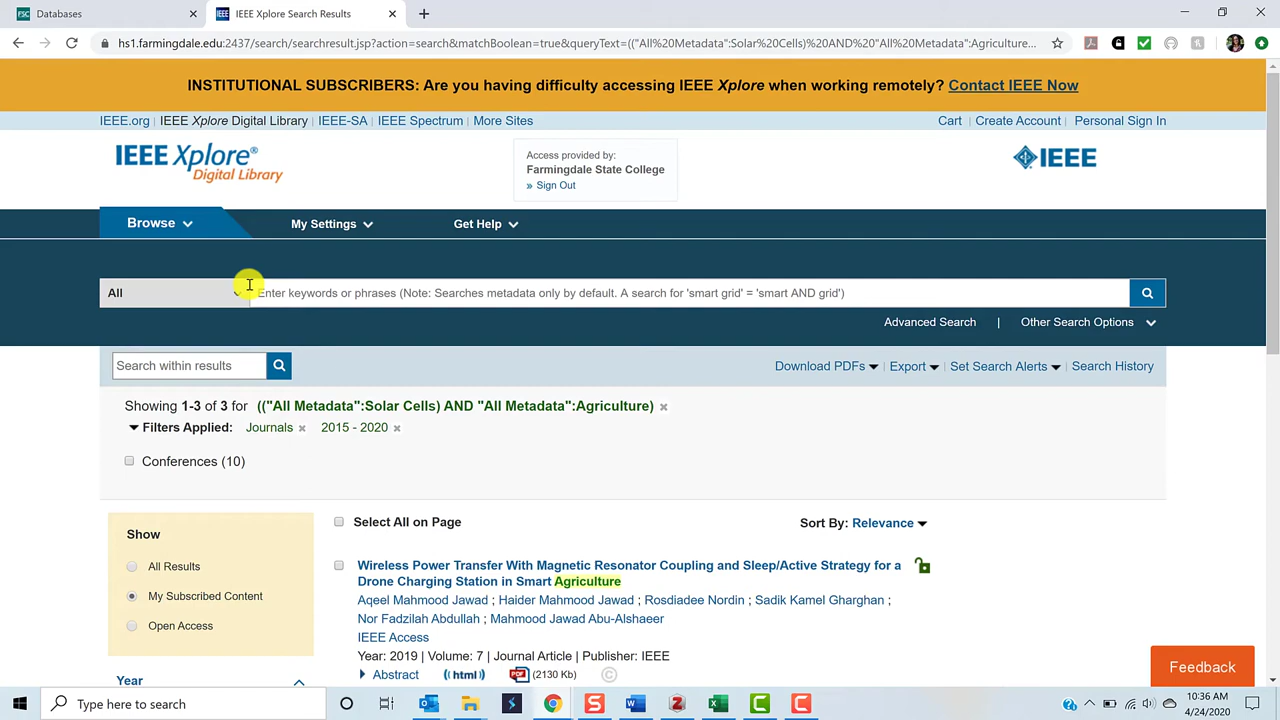 Databases
IEEE Xplore Search Results
hs1.farmingdale.edu:2437/search/searchresult.jsp?action=search&matchBoolean=true&queryText=(("All%20Metadata":Solar%20Cells)%20AND%20"All%20Metadata":Agriculture...
INSTITUTIONAL SUBSCRIBERS: Are you having difficulty accessing IEEE Xplore when working remotely? Contact IEEE Now
IEEE.org | IEEE Xplore Digital Library | IEEE-SA | IEEE Spectrum | More Sites Cart | Create Account | Personal Sign In
IEEE Xplore®
Digital Library
Access provided by:
Farmingdale State College
» Sign Out
IEEE
Browse My Settings Get Help
All Enter keywords or phrases (Note: Searches metadata only by default. A search for 'smart grid' = 'smart AND grid')
Advanced Search | Other Search Options
Search within results Download PDFs | Export | Set Search Alerts | Search History
Showing 1-3 of 3 for (("All Metadata":Solar Cells) AND "All Metadata":Agriculture) ×
Filters Applied: Journals × 2015 - 2020 ×
Conferences (10)
Show
All Results
My Subscribed Content
Open Access
Year
Select All on Page Sort By: Relevance
Wireless Power Transfer With Magnetic Resonator Coupling and Sleep/Active Strategy for a
Drone Charging Station in Smart Agriculture
Aqeel Mahmood Jawad ; Haider Mahmood Jawad ; Rosdiadee Nordin ; Sadik Kamel Gharghan ;
Nor Fadzilah Abdullah ; Mahmood Jawad Abu-Alshaeer
IEEE Access
Year: 2019 | Volume: 7 | Journal Article | Publisher: IEEE
Abstract ((html)) PDF (2130 Kb) ©
Feedback
Type here to search
10:36 AM
4/24/2020